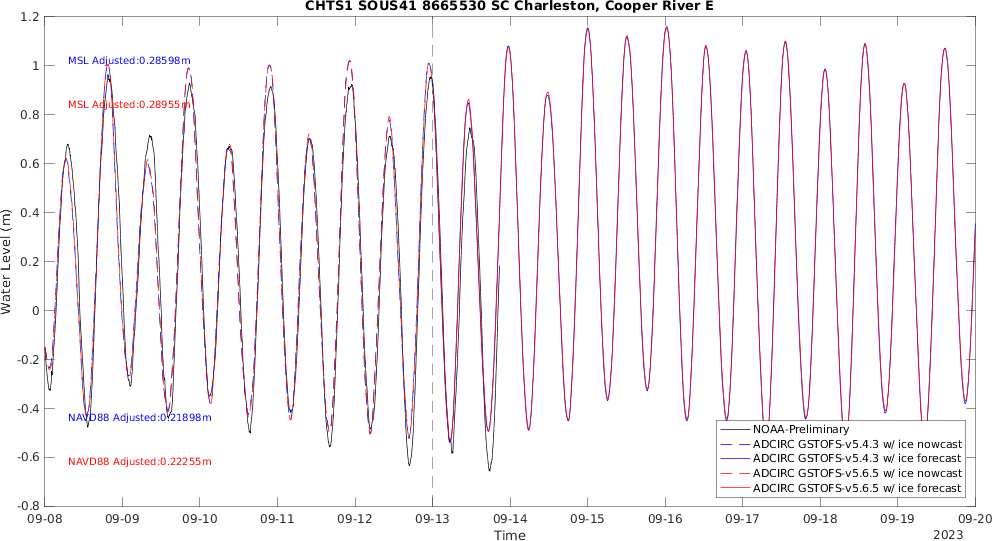 CHTS1 SOUS41 8665530 SC Charleston, Cooper River E
1.2
1
0.8
0.6
0.4
0.2
0
-0.2
-0.4
-0.6
-0.8
Water Level (m)
MSL Adjusted:0.28598m
MSL Adjusted:0.28955m
NAVD88 Adjusted:0.21898m
NAVD88 Adjusted:0.22255m
NOAA-Preliminary
ADCIRC GSTOFS-v5.4.3 w/ ice nowcast
ADCIRC GSTOFS-v5.4.3 w/ ice forecast
ADCIRC GSTOFS-v5.6.5 w/ ice nowcast
ADCIRC GSTOFS-v5.6.5 w/ ice forecast
09-08 09-09 09-10 09-11 09-12 09-13 09-14 09-15 09-16 09-17 09-18 09-19 09-20
Time
2023